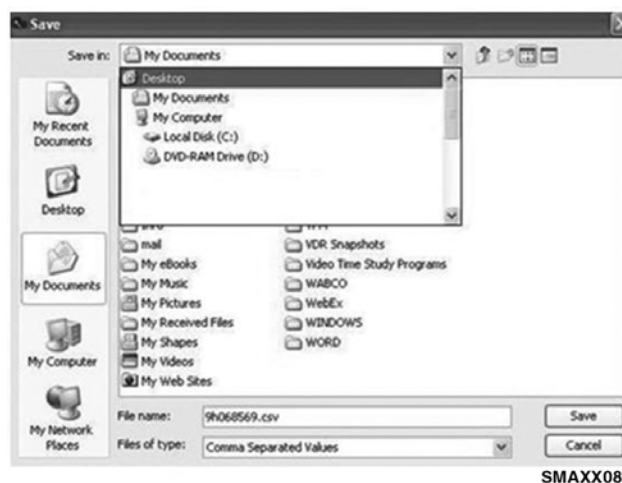 Save
Save in:
My Documents
Desktop
My Documents
My Computer
Local Disk (C:)
DVD-RAM Drive (D:)
My Recent
Documents
Desktop
My Documents
My Computer
My Network
Places
mail
My eBooks
My Music
My Pictures
My Received Files
My Shapes
My Videos
My Web Sites
VDR Snapshots
Video Time Study Programs
WABCO
WebEx
WINDOWS
WORD
File name:
9h068569.csv
Save
Files of type:
Comma Separated Values
Cancel
SMAXX08